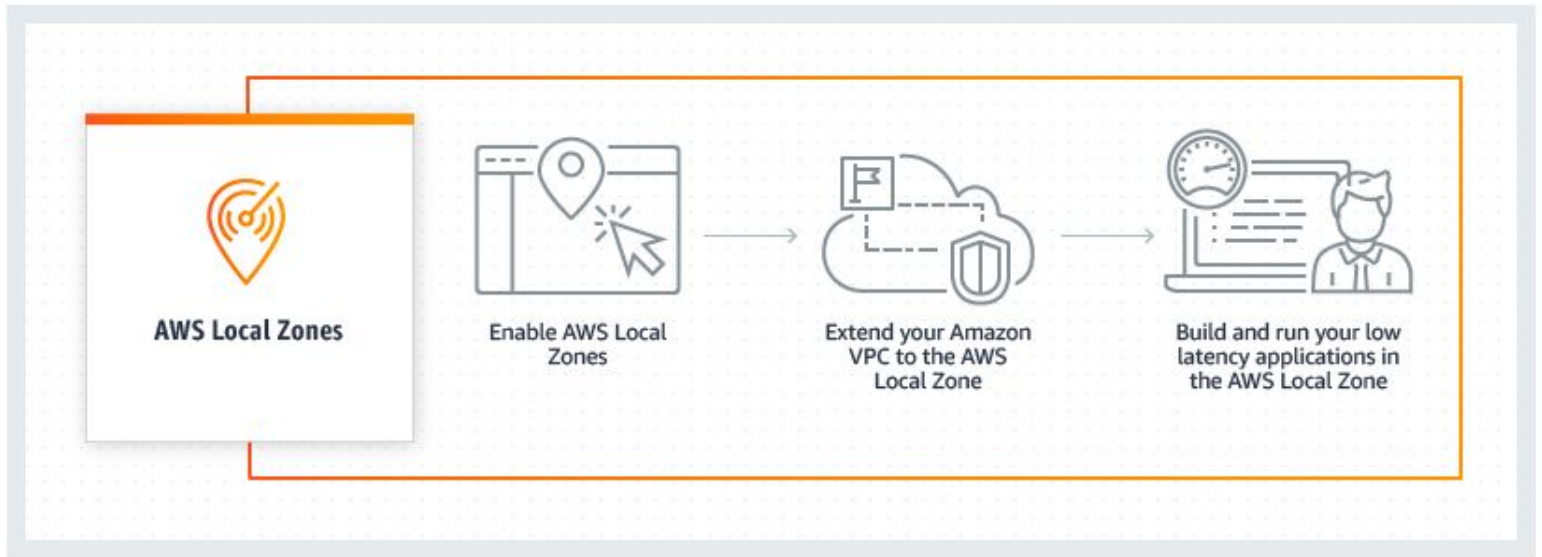 AWS Local Zones
Enable AWS Local
Zones
Extend your Amazon
VPC to the AWS
Local Zone
Build and run your low
latency applications in
the AWS Local Zone